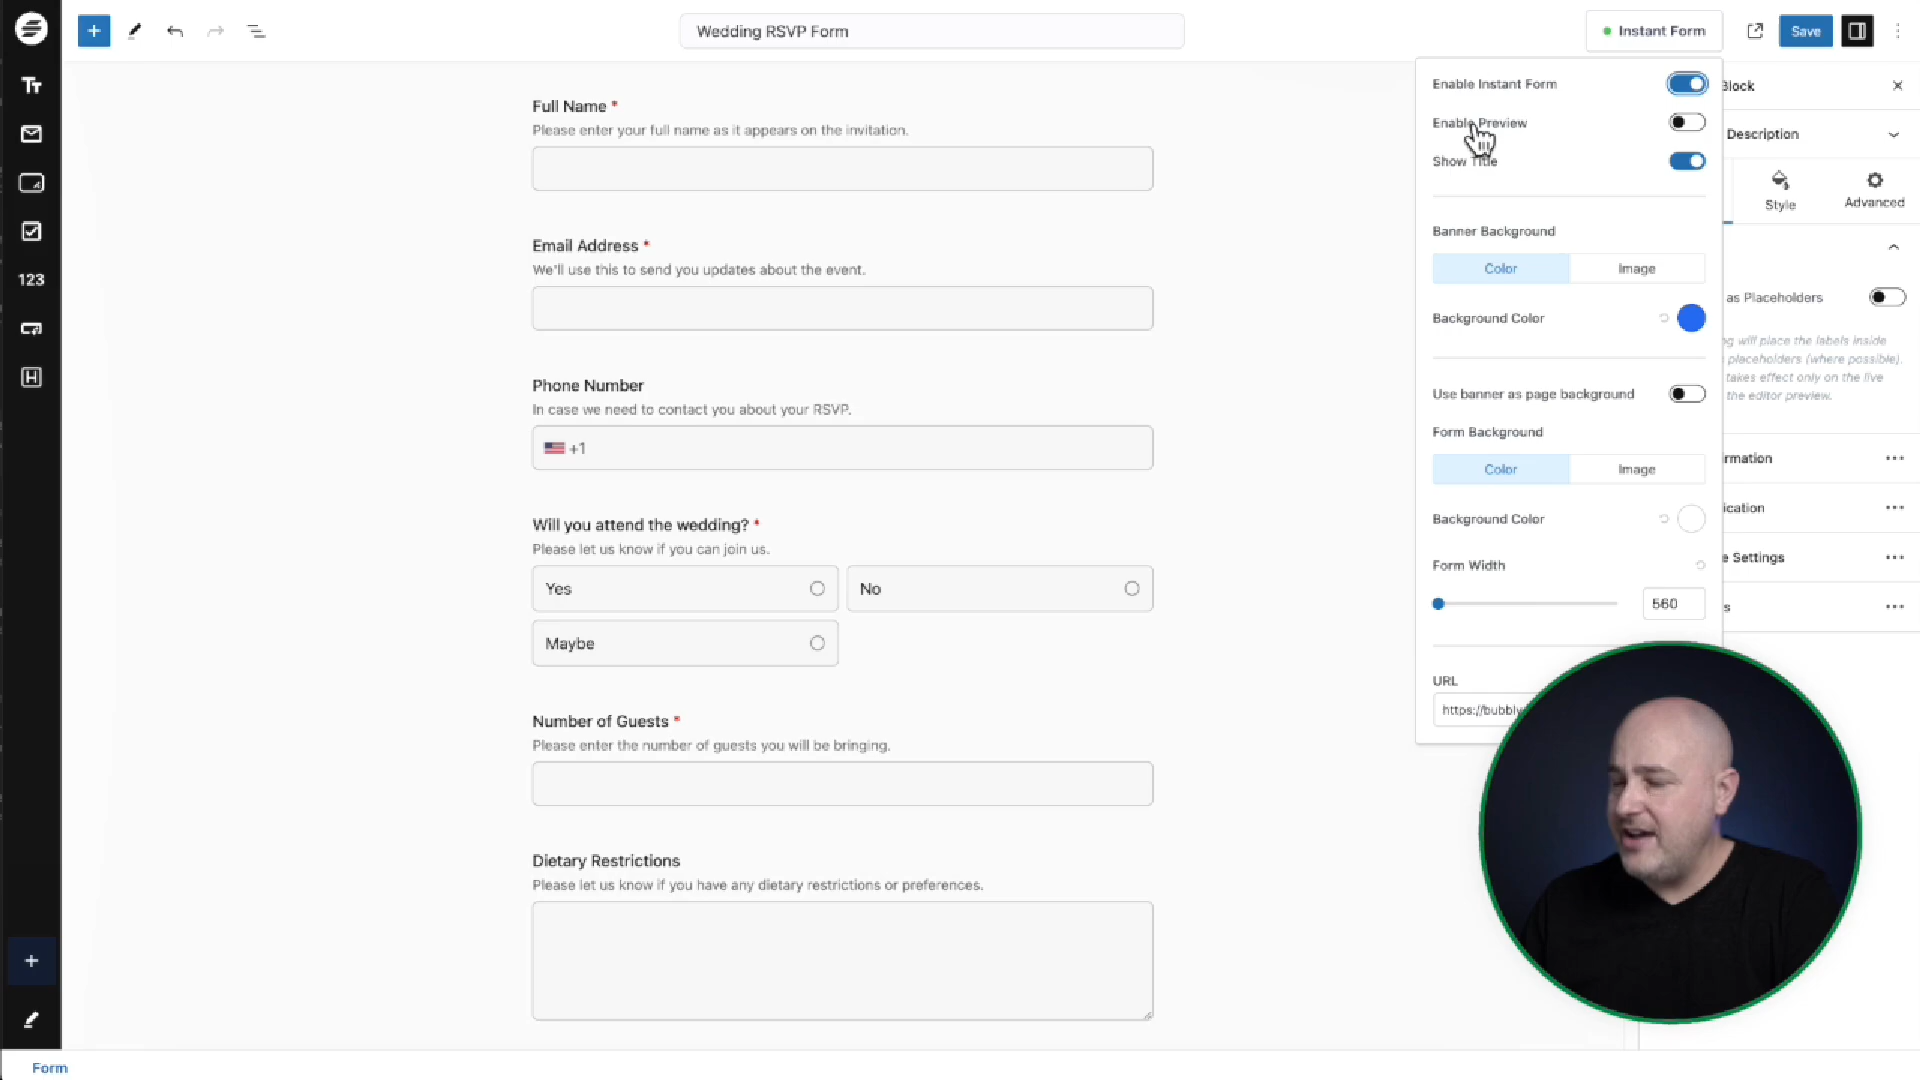 Wedding RSVP Form
Instant Form
Save
Tт
123
H
Full Name *
Please enter your full name as it appears on the invitation.
Email Address *
We'll use this to send you updates about the event.
Phone Number
In case we need to contact you about your RSVP.
+1
Will you attend the wedding? *
Please let us know if you can join us.
Yes
No
Maybe
Number of Guests *
Please enter the number of guests you will be bringing.
Dietary Restrictions
Please let us know if you have any dietary restrictions or preferences.
Enable Instant Form
Enable Preview
Show Title
Banner Background
Color
Image
Background Color
Use banner as page background
Form Background
Color
Image
Background Color
Form Width
560
URL
https://bubbly
Block
Description
Style
Advanced
as Placeholders
ng will place the labels inside
placeholders (where possible).
takes effect only on the live
the editor preview.
rmation
ication
e Settings
s
Form